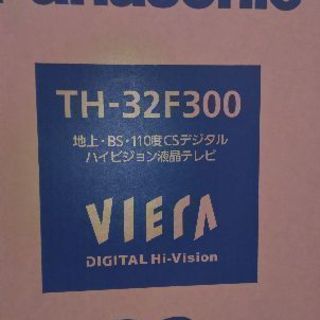 Panasonic
TH-32F300
地上・BS・110度CSデジタル
ハイビジョン液晶テレビ
VIERA
DIGITAL Hi-Vision